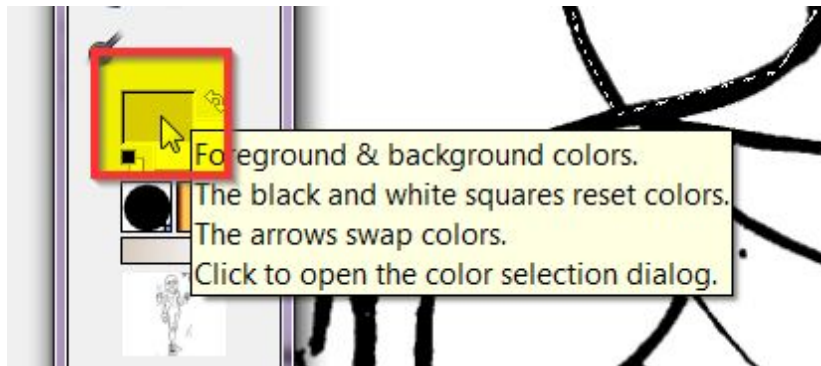 Foreground & background colors.
The black and white squares reset colors.
The arrows swap colors.
Click to open the color selection dialog.